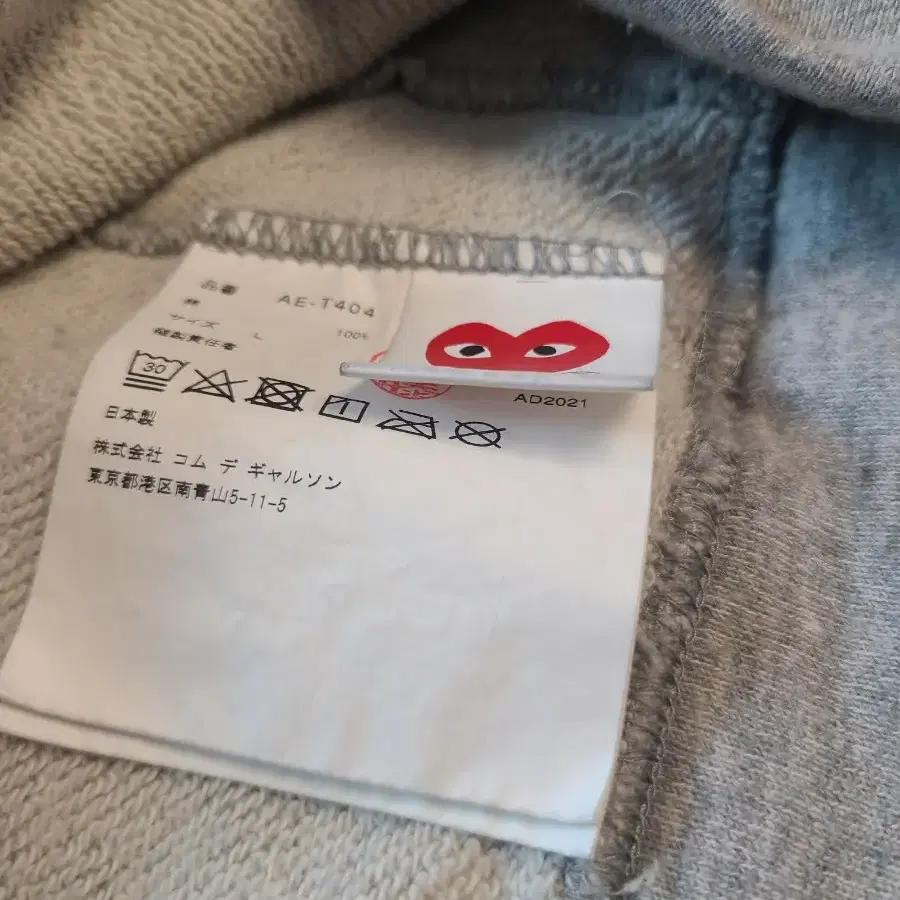 品番 AE-T404
綿 100%
サイズ L
縫製責任者
30
日本製
株式会社 コム デ ギャルソン
東京都港区南青山5-11-5
AD2021